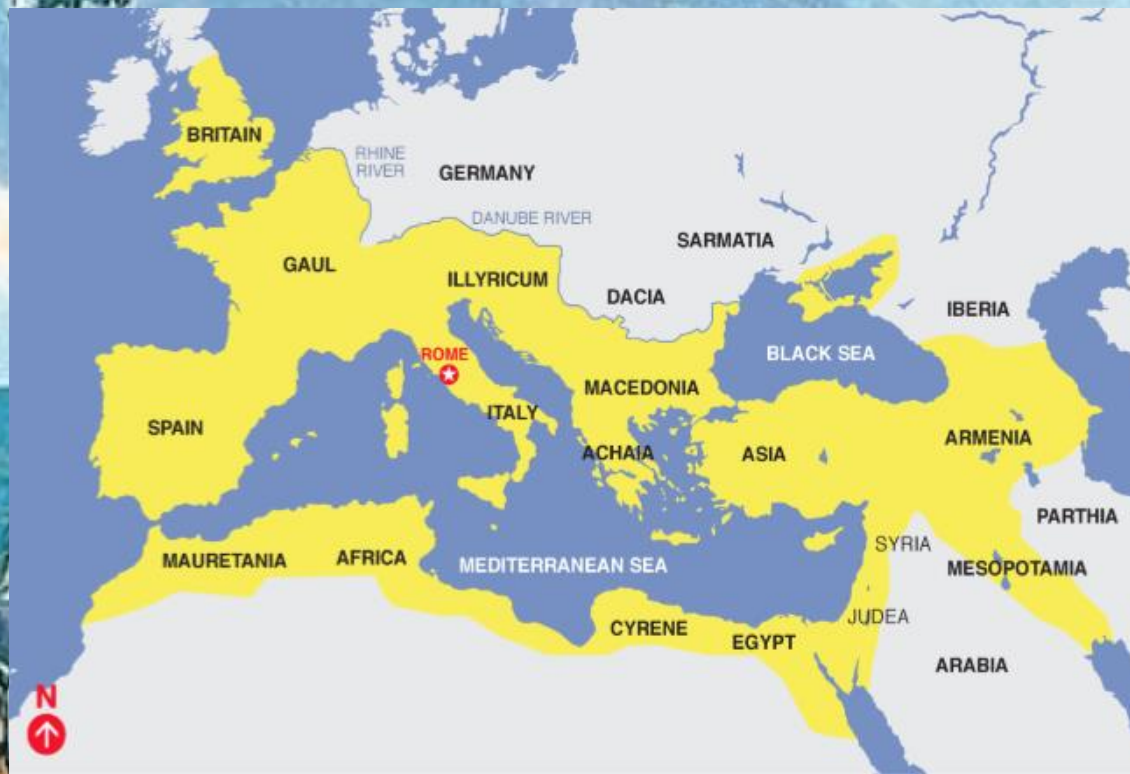 BRITAIN
RHINE
RIVER
GERMANY
DANUBE RIVER
SARMATIA
GAUL
ILLYRICUM
DACIA
IBERIA
ROME
BLACK SEA
MACEDONIA
ITALY
SPAIN
ACHAIA
ASIA
ARMENIA
PARTHIA
SYRIA
MAURETANIA
AFRICA
MEDITERRANEAN SEA
MESOPOTAMIA
JUDEA
CYRENE
EGYPT
ARABIA
N